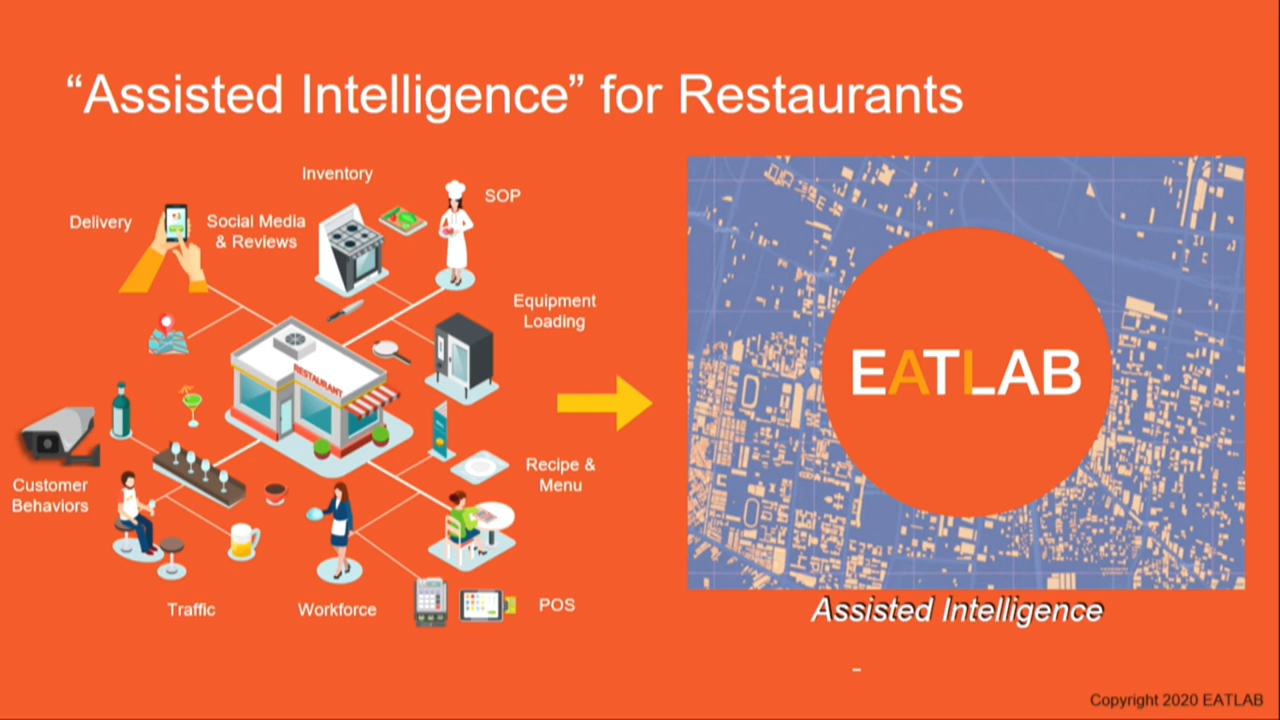 “Assisted Intelligence” for Restaurants
Inventory
SOP
Delivery
Social Media
& Reviews
Equipment
Loading
RESTAURANT
EATLAB
Customer
Behaviors
Recipe &
Menu
Traffic
Workforce
POS
Assisted Intelligence
-
Copyright 2020 EATLAB